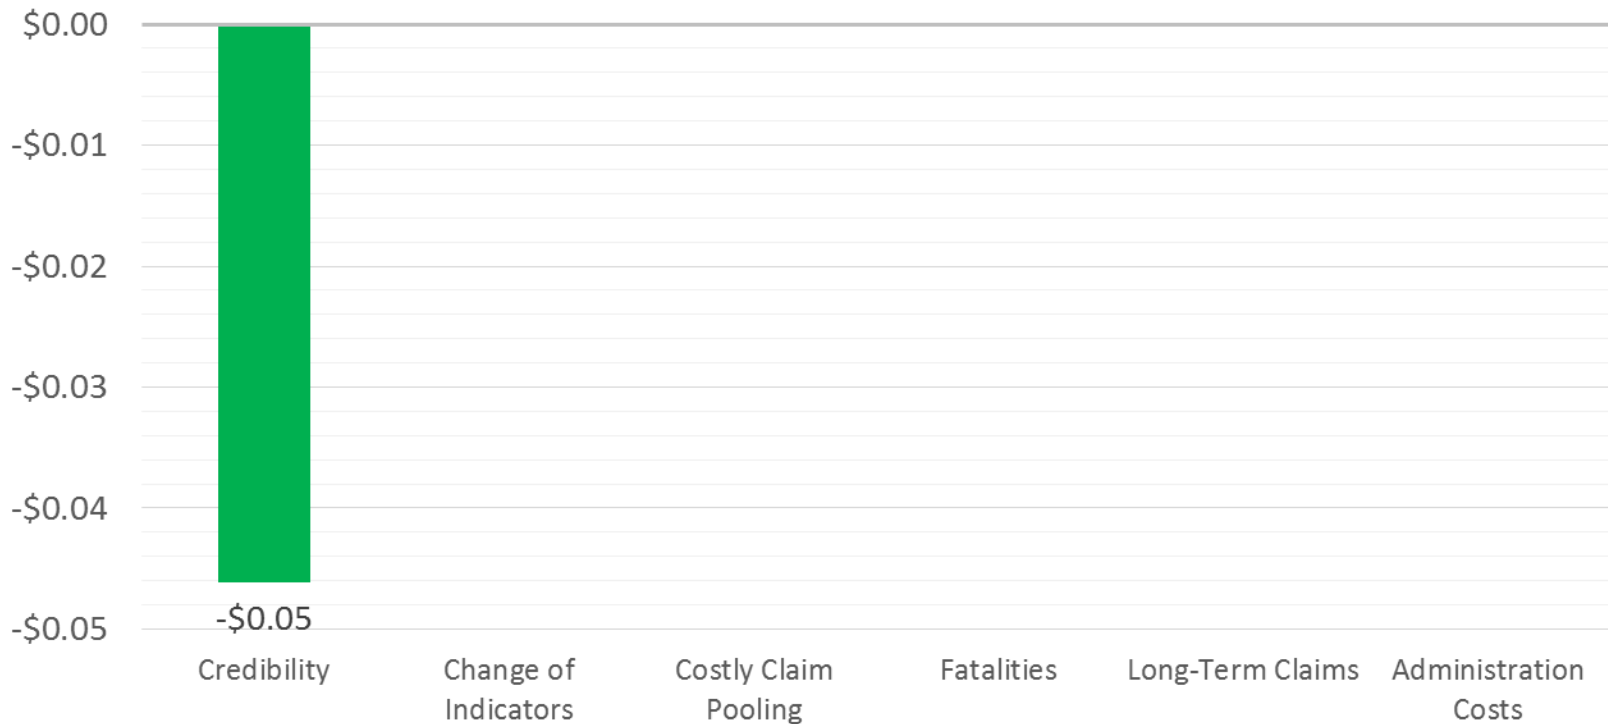 $0.00
-$0.01
-$0.02
-$0.03
-$0.04
-$0.05
-$0.05
Credibility
Change of
Indicators
Costly Claim
Pooling
Fatalities
Long-Term Claims
Administration
Costs